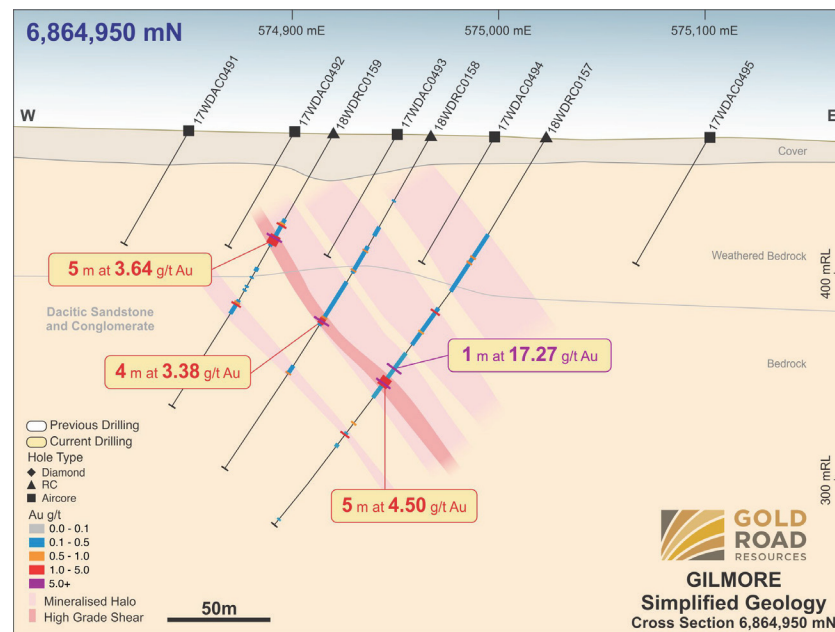 6,864,950 mN
574,900 mE
575,000 mE
575,100 mE
17WDAC0491
17WDAC0492
18WDRC0159
17WDAC0493
18WDRC0158
17WDAC0494
18WDRC0157
17WDAC0495
W
E
Cover
Weathered Bedrock
400 mRL
5 m at 3.64 g/t Au
Dacitic Sandstone
and Conglomerate
4 m at 3.38 g/t Au
1 m at 17.27 g/t Au
Bedrock
5 m at 4.50 g/t Au
300 mRL
Previous Drilling
Current Drilling
Hole Type
Diamond
RC
Aircore
Au g/t
0.0 - 0.1
0.1 - 0.5
0.5 - 1.0
1.0 - 5.0
5.0+
Mineralised Halo
High Grade Shear
50m
GOLD
ROAD
RESOURCES
GILMORE
Simplified Geology
Cross Section 6,864,950 mN